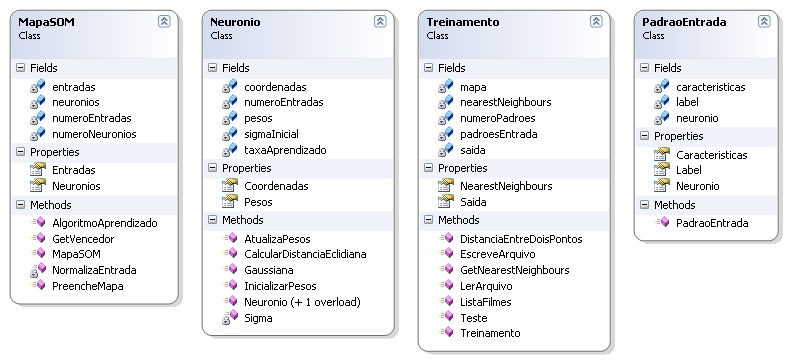 MapaSOM
Class
Fields
entradas
neuronios
numeroEntradas
numeroNeuronios
Properties
Entradas
Neuronios
Methods
AlgoritmoAprendizado
GetVencedor
MapaSOM
NormalizaEntrada
PreencheMapa
Neuronio
Class
Fields
coordenadas
numeroEntradas
pesos
sigmaInicial
taxaAprendizado
Properties
Coordenadas
Pesos
Methods
AtualizaPesos
CalcularDistanciaEclidiana
Gaussiana
InicializarPesos
Neuronio (+ 1 overload)
Sigma
Treinamento
Class
Fields
mapa
nearestNeighbours
numeroPadroes
padroesEntrada
saida
Properties
NearestNeighbours
Saida
Methods
DistanciaEntreDoisPontos
EscreveArquivo
GetNearestNeighbours
LerArquivo
ListaFilmes
Teste
Treinamento
PadraoEntrada
Class
Fields
caracteristicas
label
neuronio
Properties
Caracteristicas
Label
Neuronio
Methods
PadraoEntrada